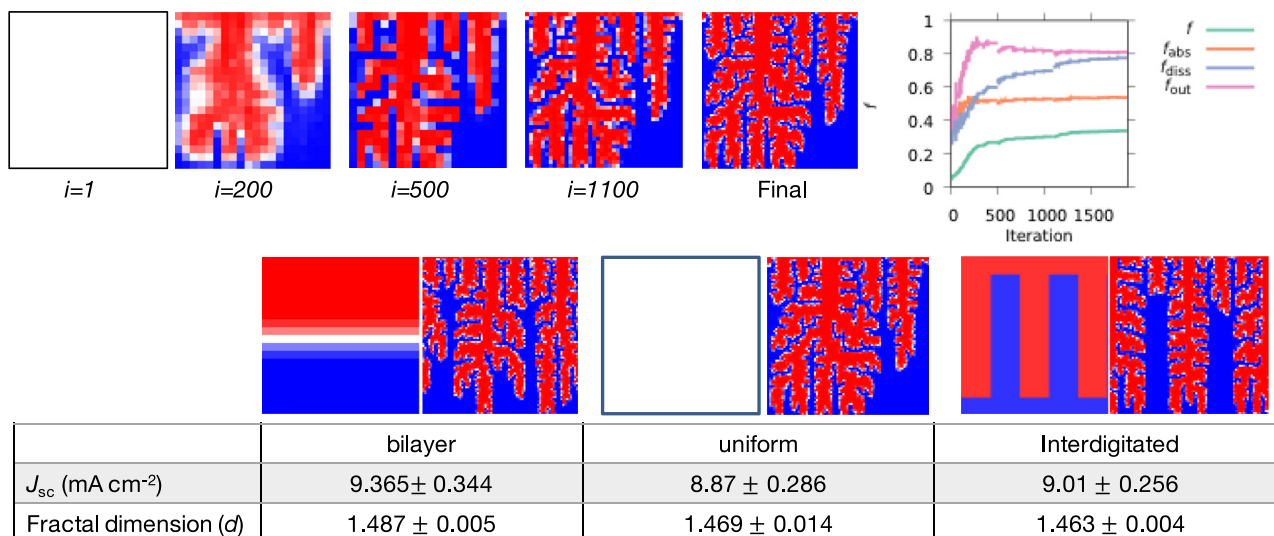 i=1
i=200
i=500
i=1100
Final
f
1
0.8
0.6
0.4
0.2
0
0 500 1000 1500
Iteration
f
fabs
fdiss
fout
bilayer uniform Interdigitated
Jsc (mA cm-2) 9.365± 0.344 8.87 ± 0.286 9.01 ± 0.256
Fractal dimension (d) 1.487 ± 0.005 1.469 ± 0.014 1.463 ± 0.004